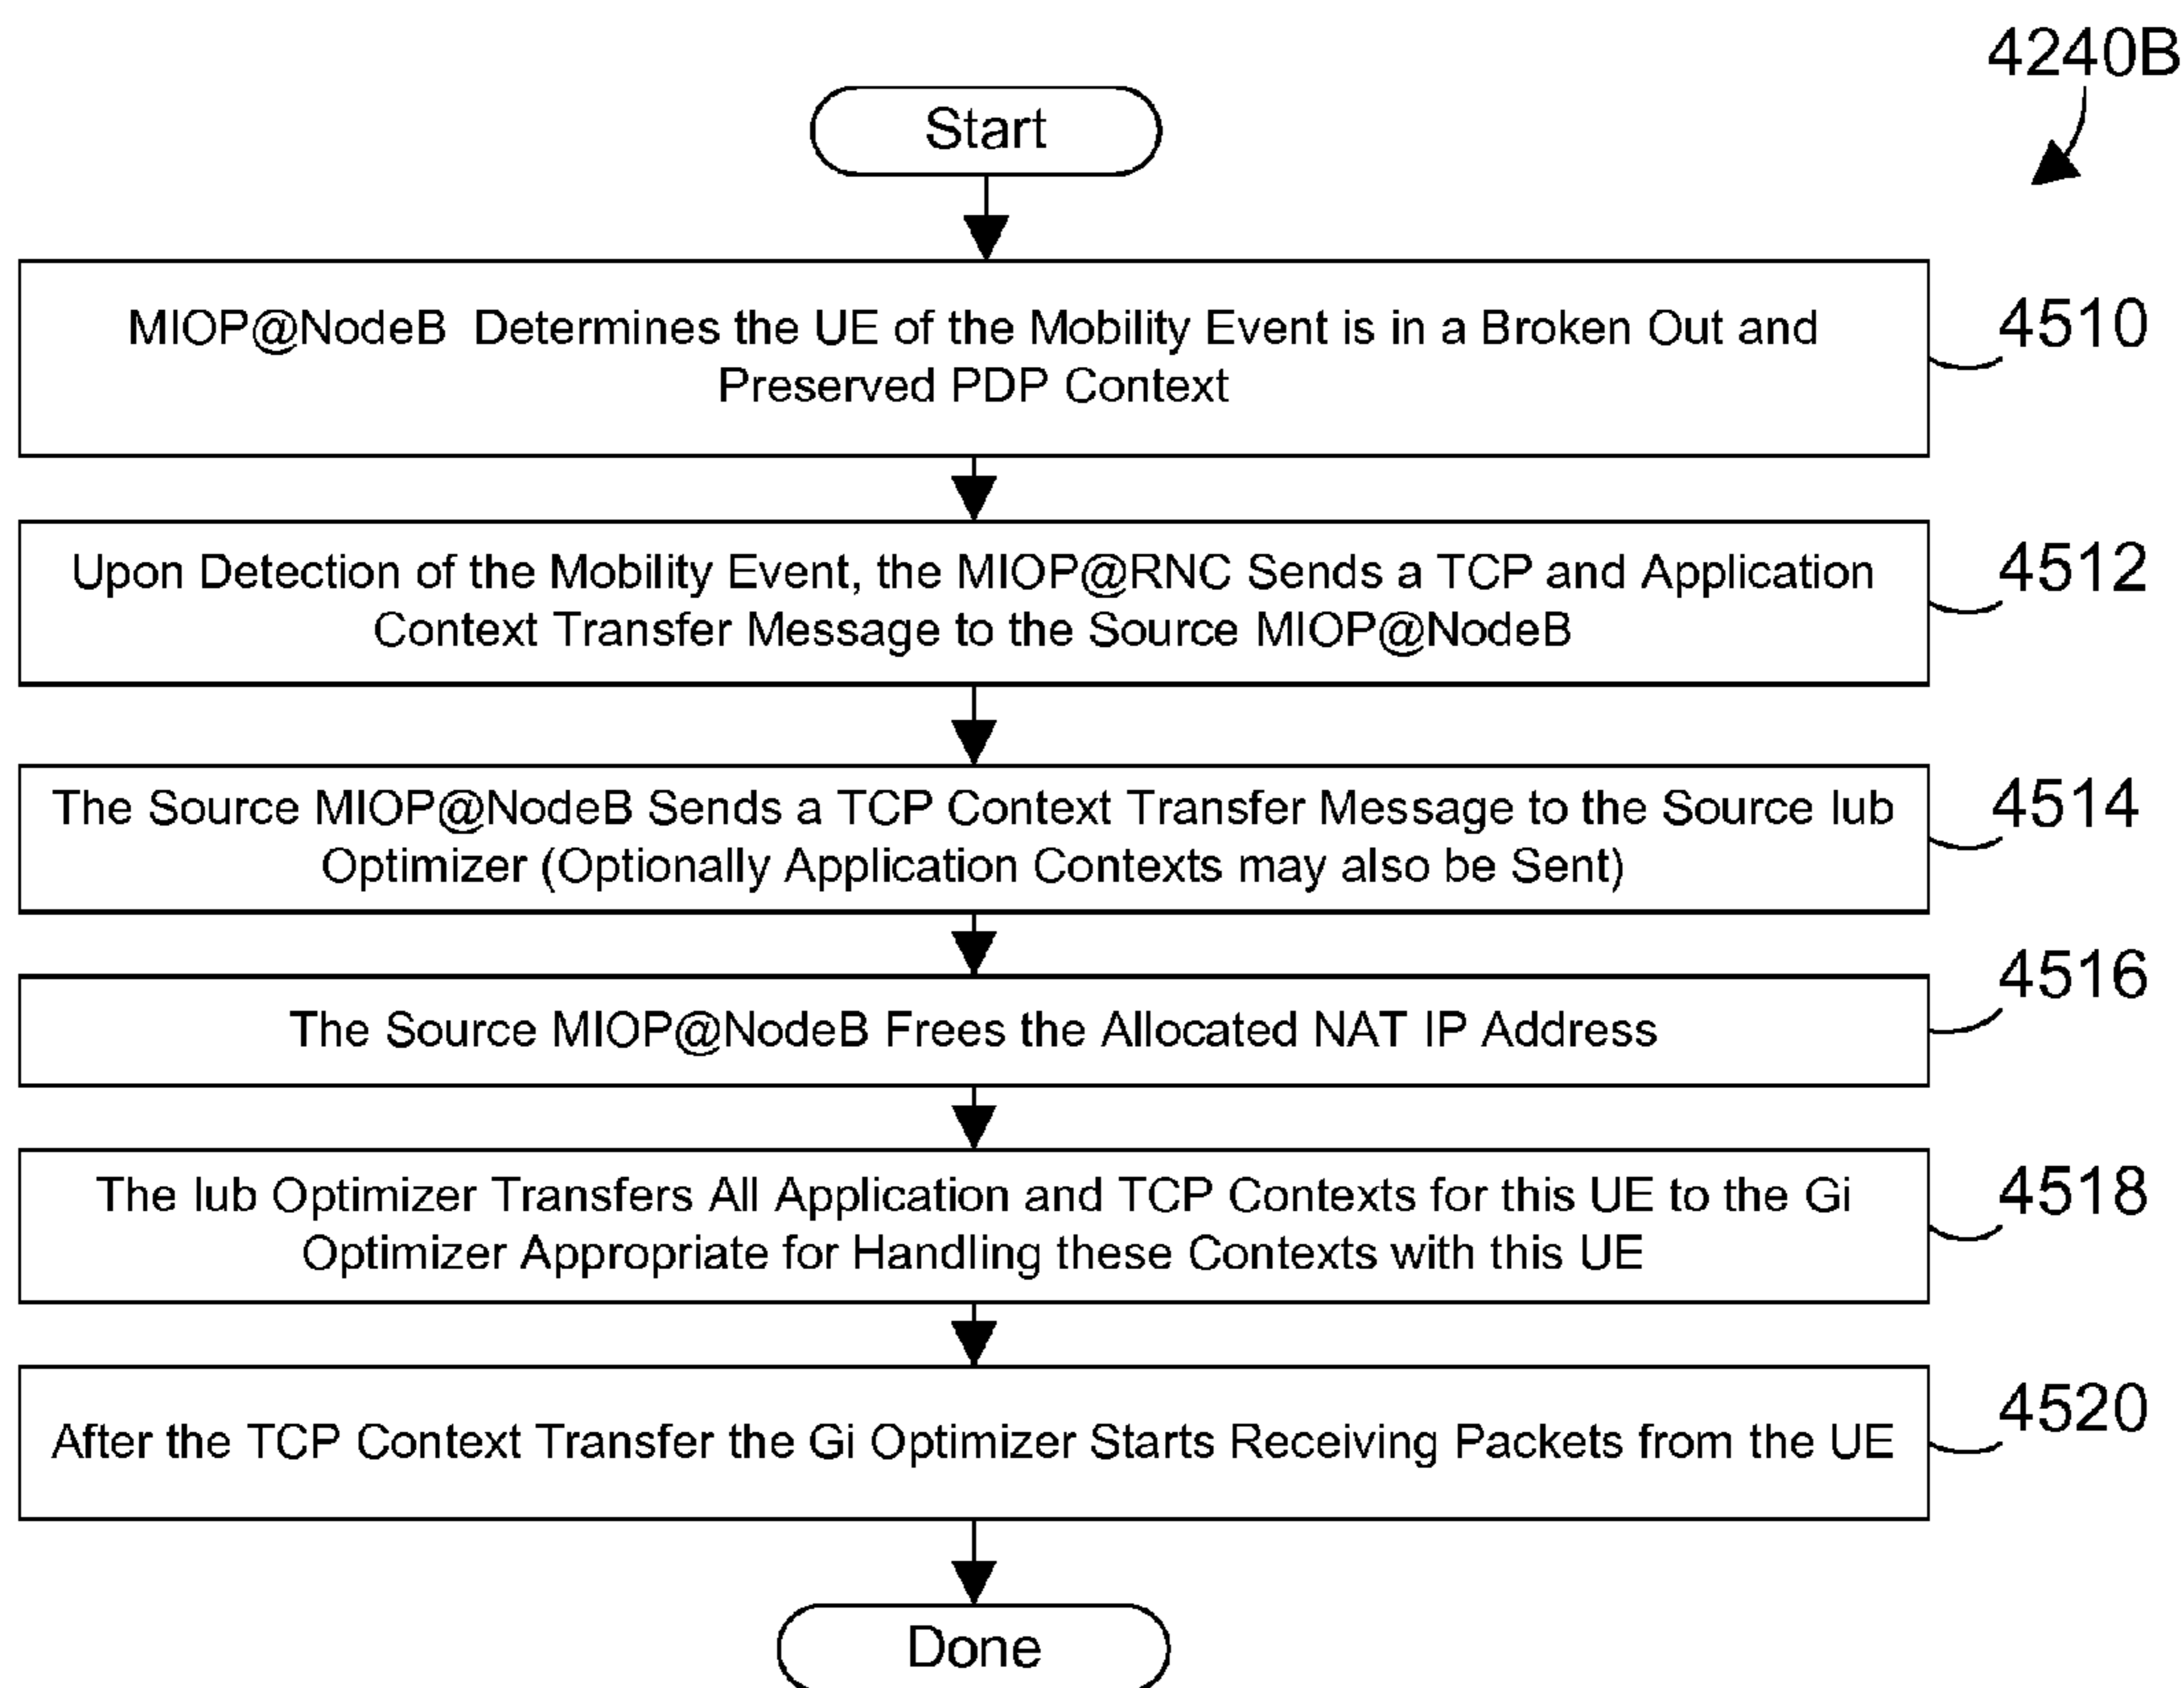 4240B
Start
MIOP@NodeB Determines the UE of the Mobility Event is in a Broken Out and
Preserved PDP Context
4510
Upon Detection of the Mobility Event, the MIOP@RNC Sends a TCP and Application
Context Transfer Message to the Source MIOP@NodeB
4512
The Source MIOP@NodeB Sends a TCP Context Transfer Message to the Source Iub
Optimizer (Optionally Application Contexts may also be Sent)
4514
The Source MIOP@NodeB Frees the Allocated NAT IP Address
4516
The Iub Optimizer Transfers All Application and TCP Contexts for this UE to the Gi
Optimizer Appropriate for Handling these Contexts with this UE
4518
After the TCP Context Transfer the Gi Optimizer Starts Receiving Packets from the UE
4520
Done